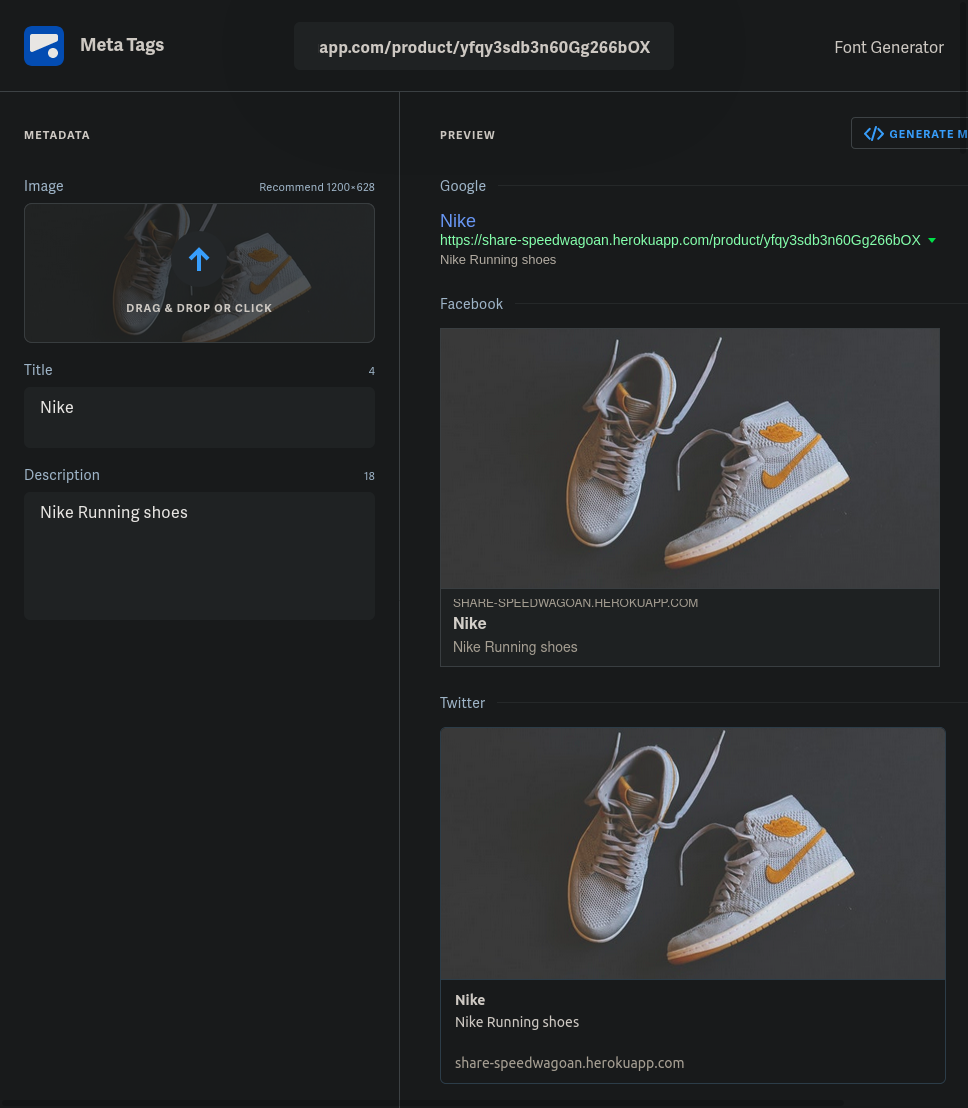 Meta Tags
app.com/product/yfqy3sdb3n60Gg266bOX
Font Generator
METADATA
Image
Recommend 1200×628
DRAG & DROP OR CLICK
Title
4
Nike
Description
18
Nike Running shoes
PREVIEW
GENERATE M
Google
Nike
https://share-speedwagoan.herokuapp.com/product/yfqy3sdb3n60Gg266bOX
Nike Running shoes
Facebook
SHARE-SPEEDWAGOAN.HEROKUAPP.COM
Nike
Nike Running shoes
Twitter
Nike
Nike Running shoes
share-speedwagoan.herokuapp.com